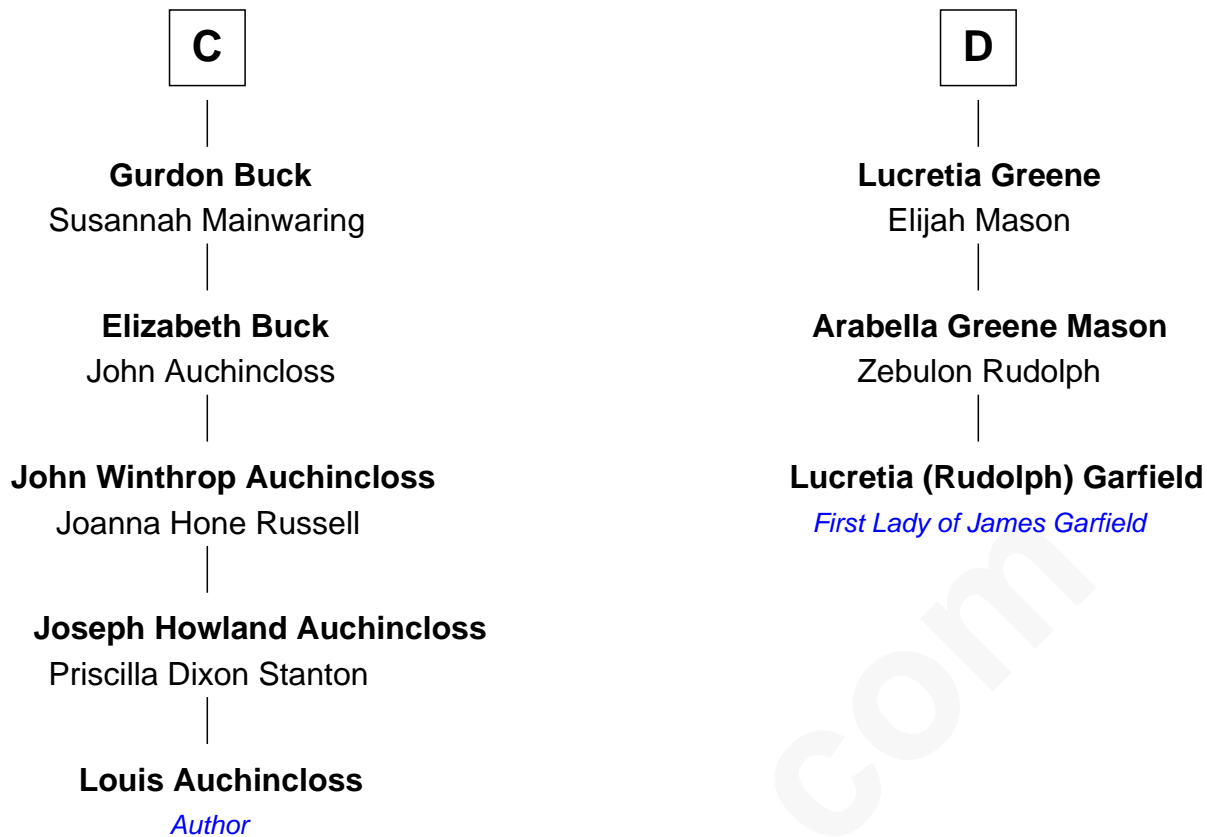 C
Gurdon Buck
Susannah Mainwaring
Elizabeth Buck
John Auchincloss
John Winthrop Auchincloss
Joanna Hone Russell
Joseph Howland Auchincloss
Priscilla Dixon Stanton
Louis Auchincloss
Author
D
Lucretia Greene
Elijah Mason
Arabella Greene Mason
Zebulon Rudolph
Lucretia (Rudolph) Garfield
First Lady of James Garfield
com